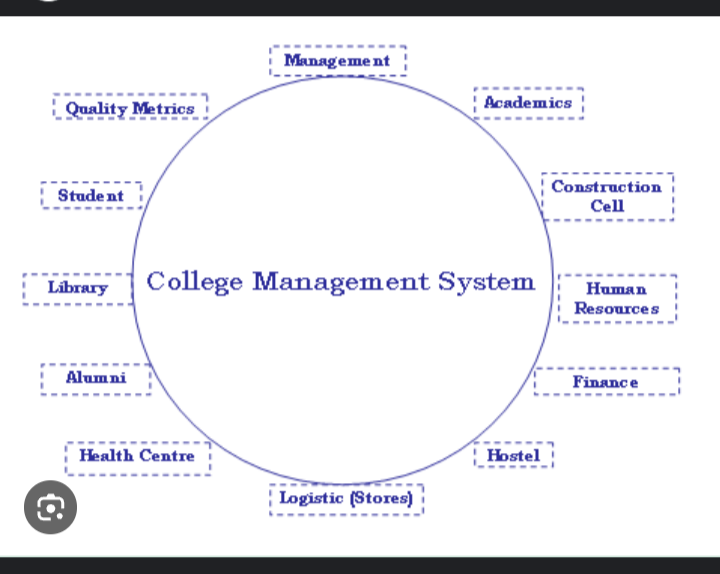 Management
Quality Metrics
Academics
Student
Construction
Cell
Library
College Management System
Human
Resources
Alumni
Finance
Health Centre
Hostel
Logistic (Stores)